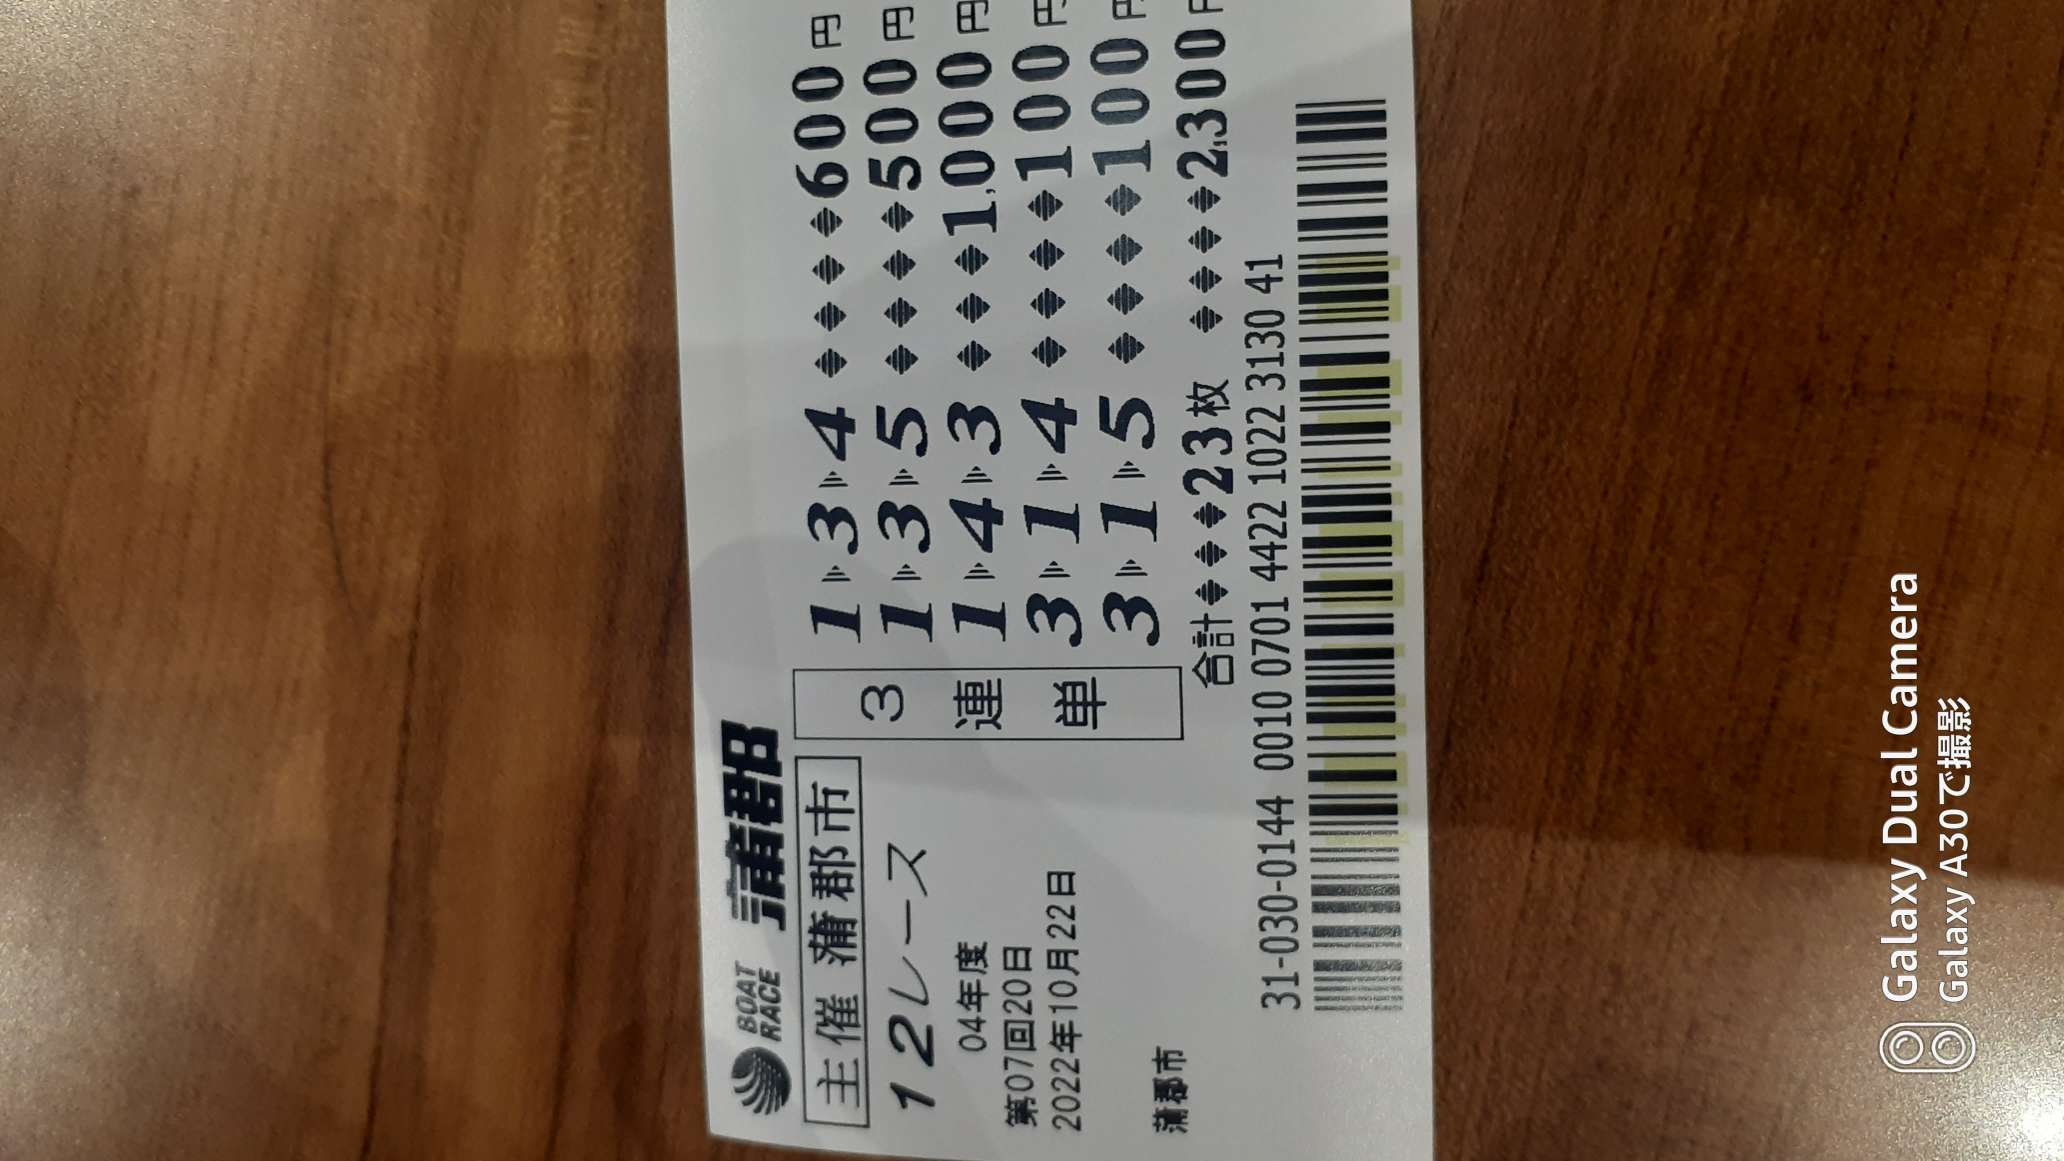 BOAT RACE 蒲郡
主催 蒲郡市
12レース
04年度
第07回20日
2022年10月22日
蒲郡市
3連単
1▶3▶4 ◆◆◆◆600円
1▶3▶5 ◆◆◆◆500円
1▶4▶3 ◆◆◆1,000円
3▶1▶4 ◆◆◆◆100円
3▶1▶5 ◆◆◆◆100円
合計◆◆◆23枚 ◆◆◆◆2,300円
31-030-0144 0010 0701 4422 1022 3130 41
Galaxy Dual Camera
Galaxy A30で撮影